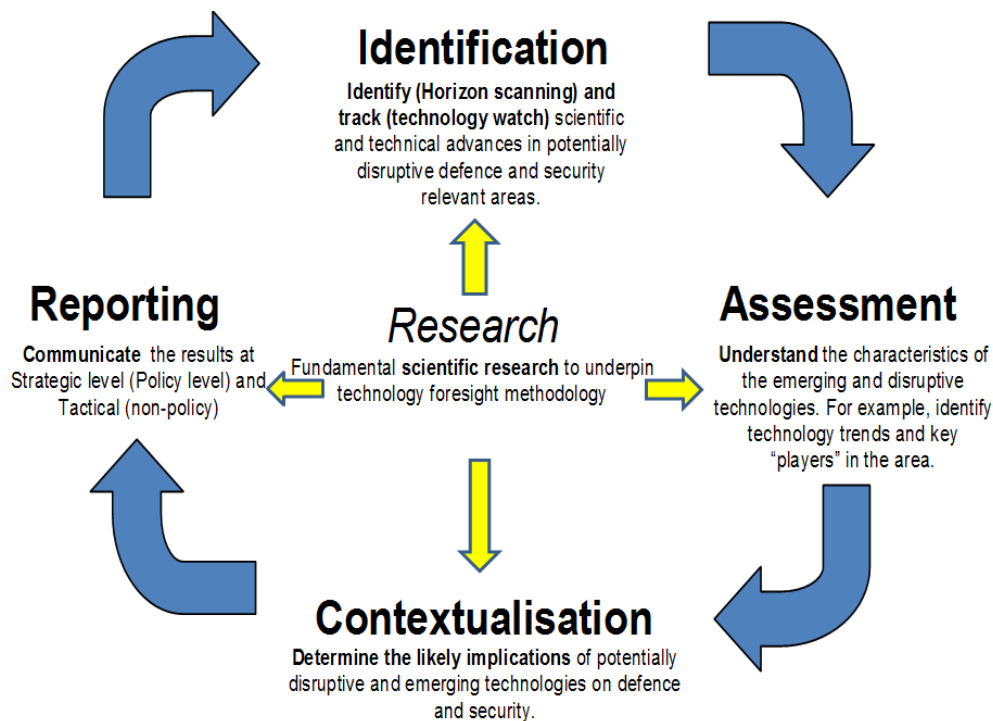 Identification
Identify (Horizon scanning) and
track (technology watch) scientific
and technical advances in potentially
disruptive defence and security
relevant areas.
Reporting
Communicate the results at
Strategic level (Policy level) and
Tactical (non-policy)
Research
Fundamental scientific research to underpin
technology foresight methodology
Assessment
Understand the characteristics of
the emerging and disruptive
technologies. For example, identify
technology trends and key
“players” in the area.
Contextualisation
Determine the likely implications of potentially
disruptive and emerging technologies on defence
and security.